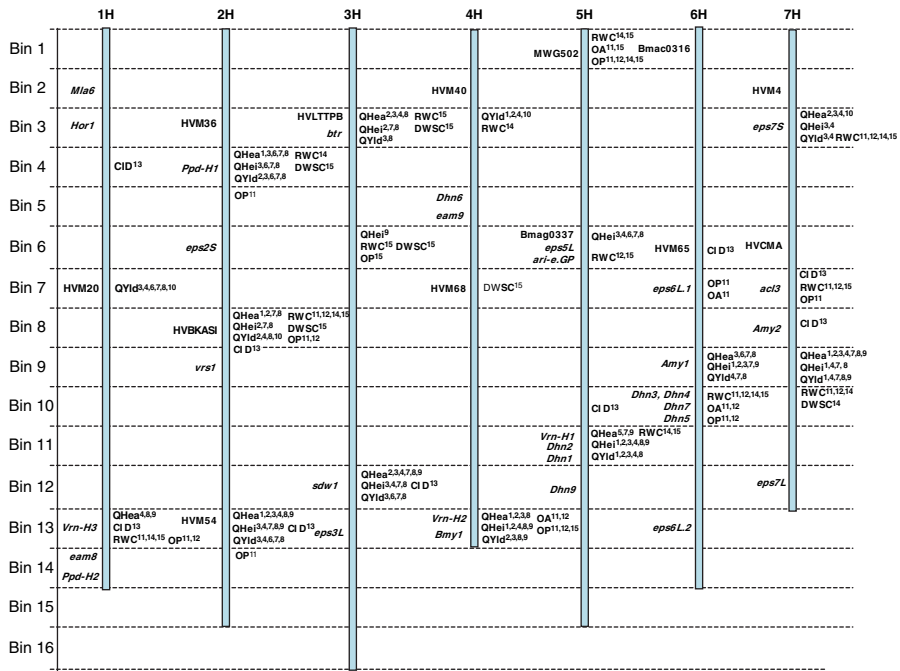 1H 2H 3H 4H 5H 6H 7H
Bin 1
MWG502
RWC14,15
OA11,15 Bmac0316
OP11,12,14,15
Bin 2
Mla6
HVM40
HVM4
Bin 3
Hor1
HVM36
HVLTTPB
btr
QHea2,3,4,8 RWC15
QHei2,7,8 DWSC15
QYld3,8
QYld1,2,4,10
RWC14
eps7S
QHea2,3,4,10
QHei3,4
QYld3,4 RWC11,12,14,15
Bin 4
CID13
Ppd-H1
QHea1,3,6,7,8 RWC14
QHei3,6,7,8 DWSC15
QYld2,3,6,7,8
Bin 5
OP11
Dhn6
eam9
Bin 6
eps2S
QHei9
RWC15 DWSC15
OP15
Bmag0337
eps5L
ari-e.GP
QHei3,4,6,7,8
RWC12,15
HVM65
CID13
HVCMA
Bin 7
HVM20
QYld3,4,6,7,8,10
HVM68
DWSC15
eps6L.1
OP11
OA11
acl3
CID13
RWC11,12,15
OP11
Bin 8
HVBKASI
QHea1,2,7,8 RWC11,12,14,15
QHei2,7,8 DWSC15
QYld2,4,8,10 OP11,12
CID13
Amy2
CID13
Bin 9
vrs1
Amy1
QHea3,6,7,8
QHei1,2,3,7,9
QYld4,7,8
QHea1,2,3,4,7,8,9
QHei1,4,7, 8
QYld1,4,7,8,9
Bin 10
CID13
Dhn3, Dhn4
Dhn7
Dhn5
RWC11,12,14,15
OA11,12
OP11,12
RWC11,12,14
DWSC14
Bin 11
Vrn-H1
Dhn2
Dhn1
QHea5,7,9 RWC14,15
QHei1,2,3,4,8,9
QYld1,2,3,4,8
Bin 12
sdw1
QHea2,3,4,7,8,9
QHei3,4,7,8 CID13
QYld3,6,7,8
Dhn9
eps7L
Bin 13
Vrn-H3
QHea4,8,9
CID13
RWC11,14,15 OP11,12
HVM54
QHea1,2,3,4,8,9
QHei3,4,7,8,9 CID13
QYld3,4,6,7,8
eps3L
Vrn-H2
Bmy1
QHea1,2,3,8 OA11,12
QHei1,2,4,8,9 OP11,12,15
QYld2,3,8,9
eps6L.2
Bin 14
eam8
Ppd-H2
OP11
Bin 15
Bin 16